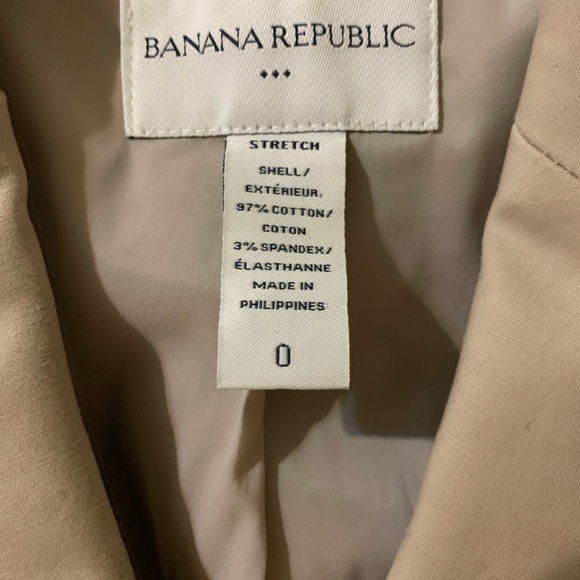 BANANA REPUBLIC
STRETCH
SHELL/
EXTÉRIEUR:
97% COTTON/
COTON
3% SPANDEX/
ÉLASTHANNE
MADE IN
PHILIPPINES
0